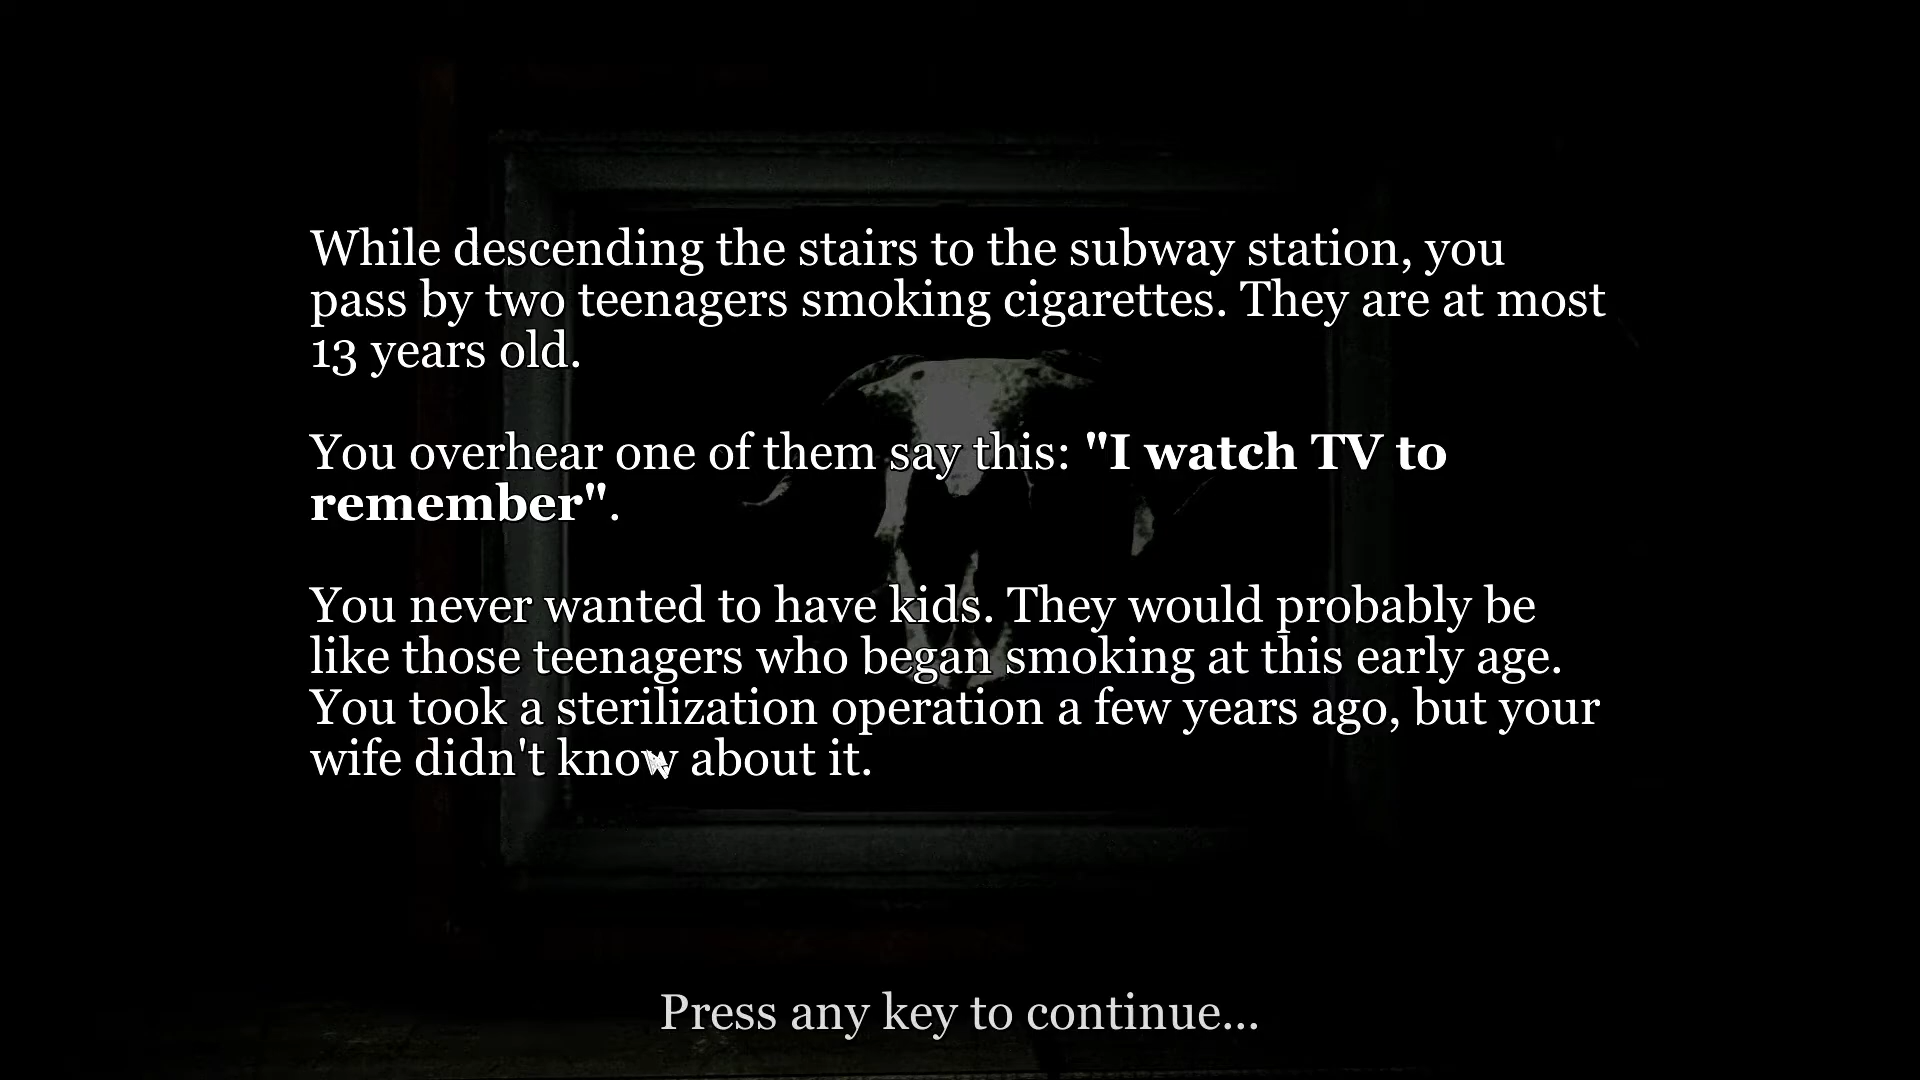 While descending the stairs to the subway station, you
pass by two teenagers smoking cigarettes. They are at most
13 years old.
You overhear one of them say this: "I watch TV to
remember".
You never wanted to have kids. They would probably be
like those teenagers who began smoking at this early age.
You took a sterilization operation a few years ago, but your
wife didn't know about it.
Press any key to continue...